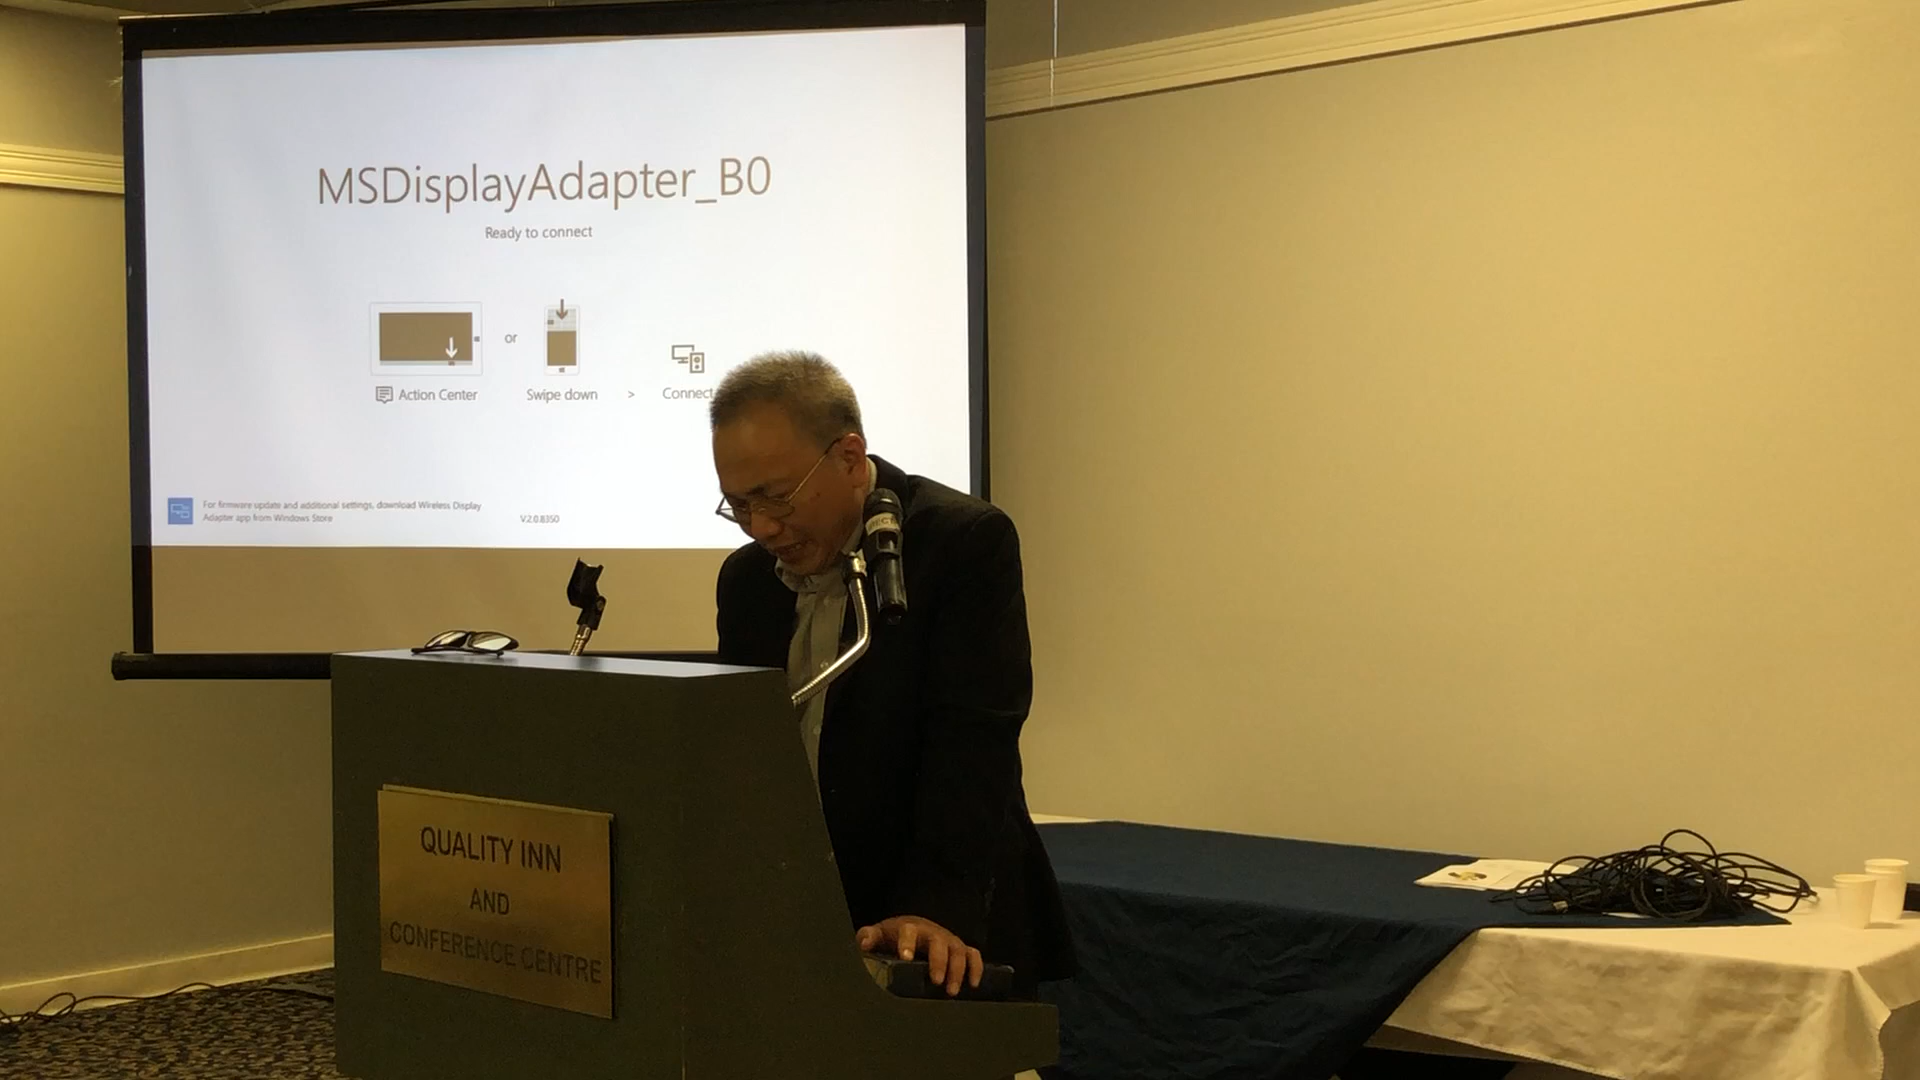 MSDisplayAdapter_B0
Ready to connect
or
Action Center
Swipe down
>
Connect
For firmware update and additional settings, download Wireless Display
Adapter app from Windows Store
V2.0.8350
QUALITY INN
AND
CONFERENCE CENTRE